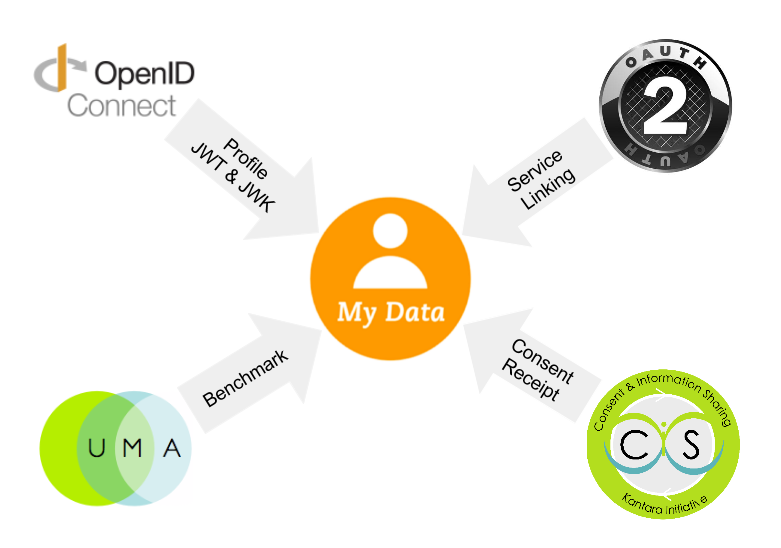 OpenID
Connect
OAUTH
2
OAUTH
Profile
JWT & JWK
Service
Linking
My Data
Benchmark
Consent
Receipt
UMA
Consent & Information Sharing
CIS
Kantara Initiative